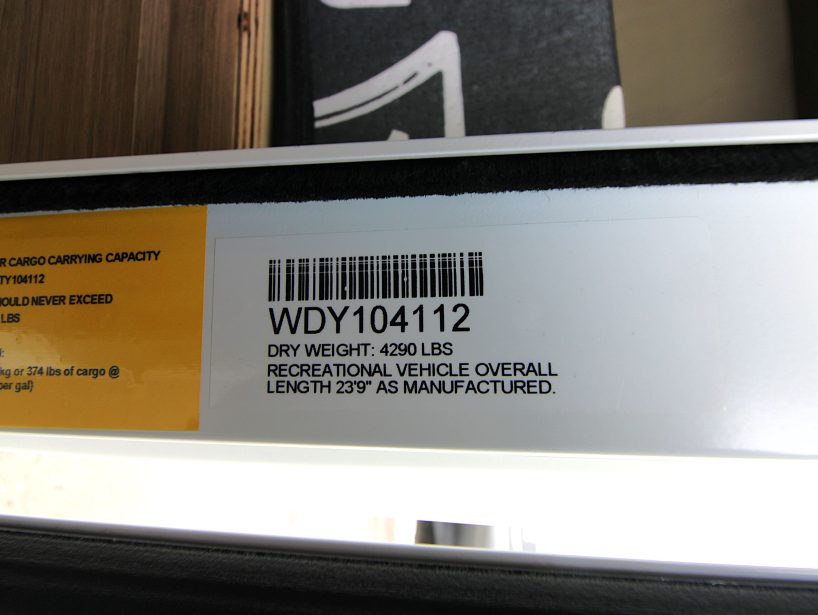 R CARGO CARRYING CAPACITY
TY104112
HOULD NEVER EXCEED
LBS
kg or 374 lbs of cargo @
per gal)
WDY104112
DRY WEIGHT: 4290 LBS
RECREATIONAL VEHICLE OVERALL
LENGTH 23'9" AS MANUFACTURED.